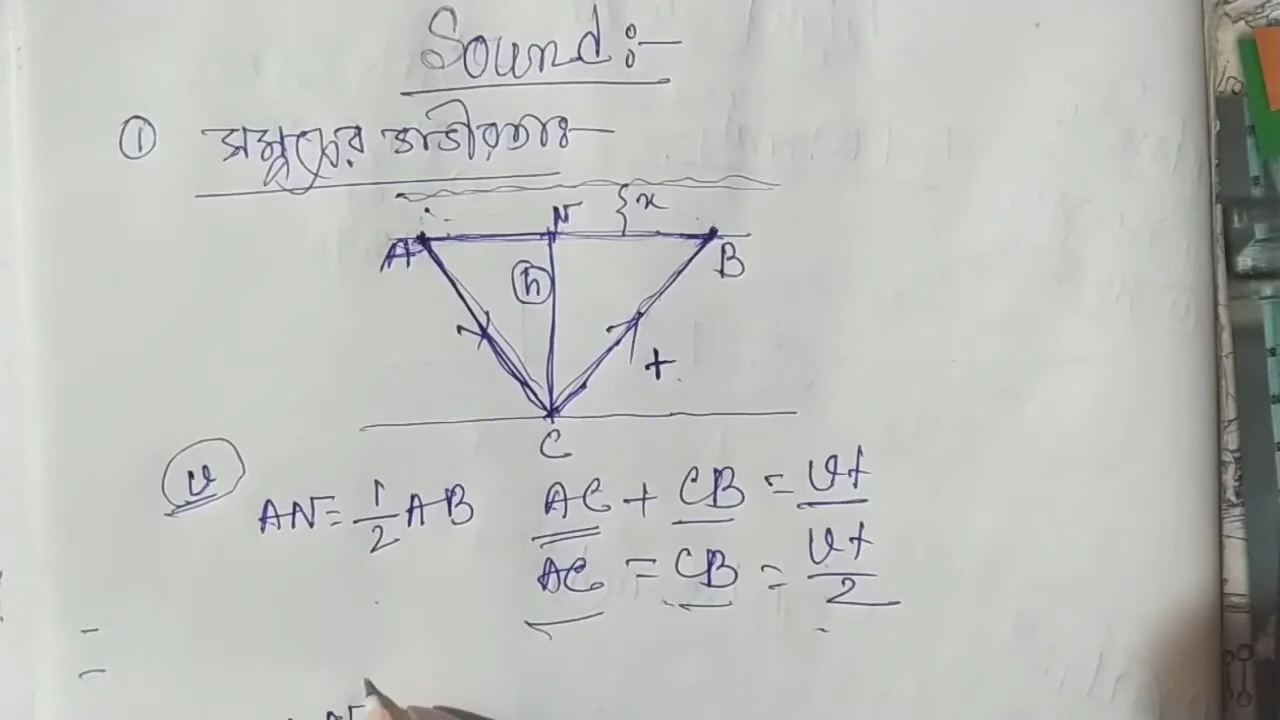 Sound :-
① সমুদ্রের গভীরতাঃ-
N x
A B
h
t
C
v
AN = 1/2 AB AC + CB = vt
AC = CB = vt/2